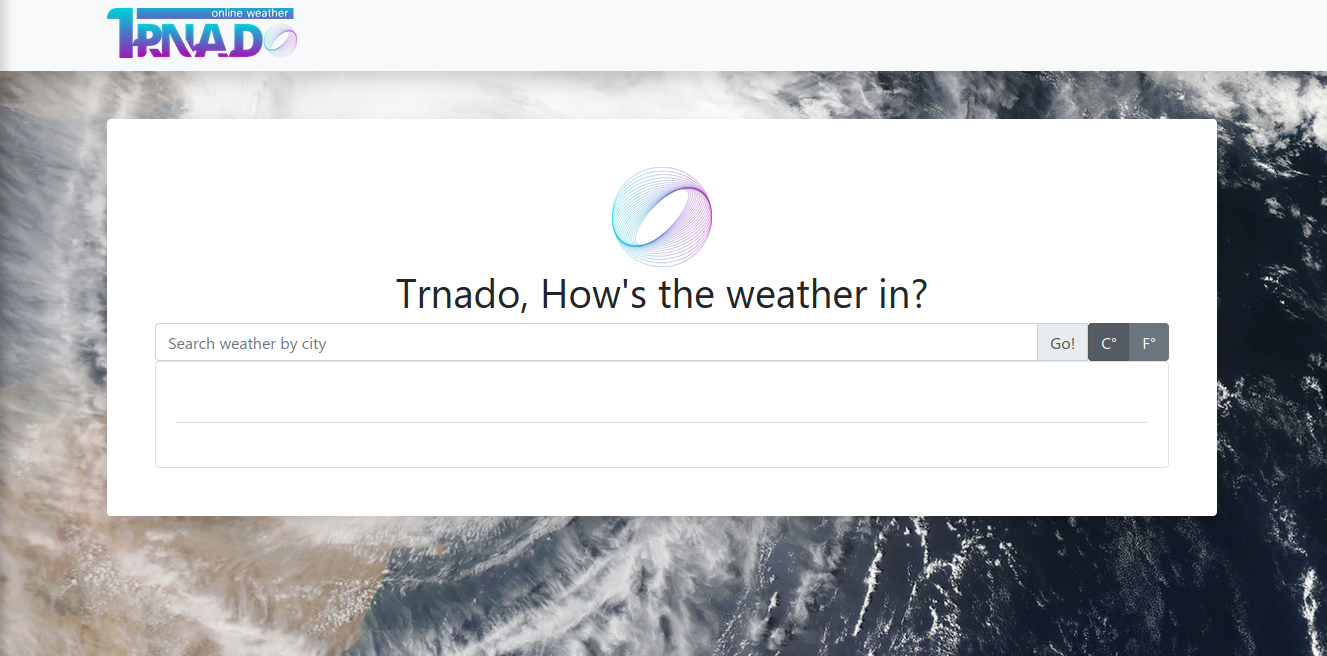 online weather
TRNADO
Trnado, How's the weather in?
Search weather by city
Go!
C°
F°